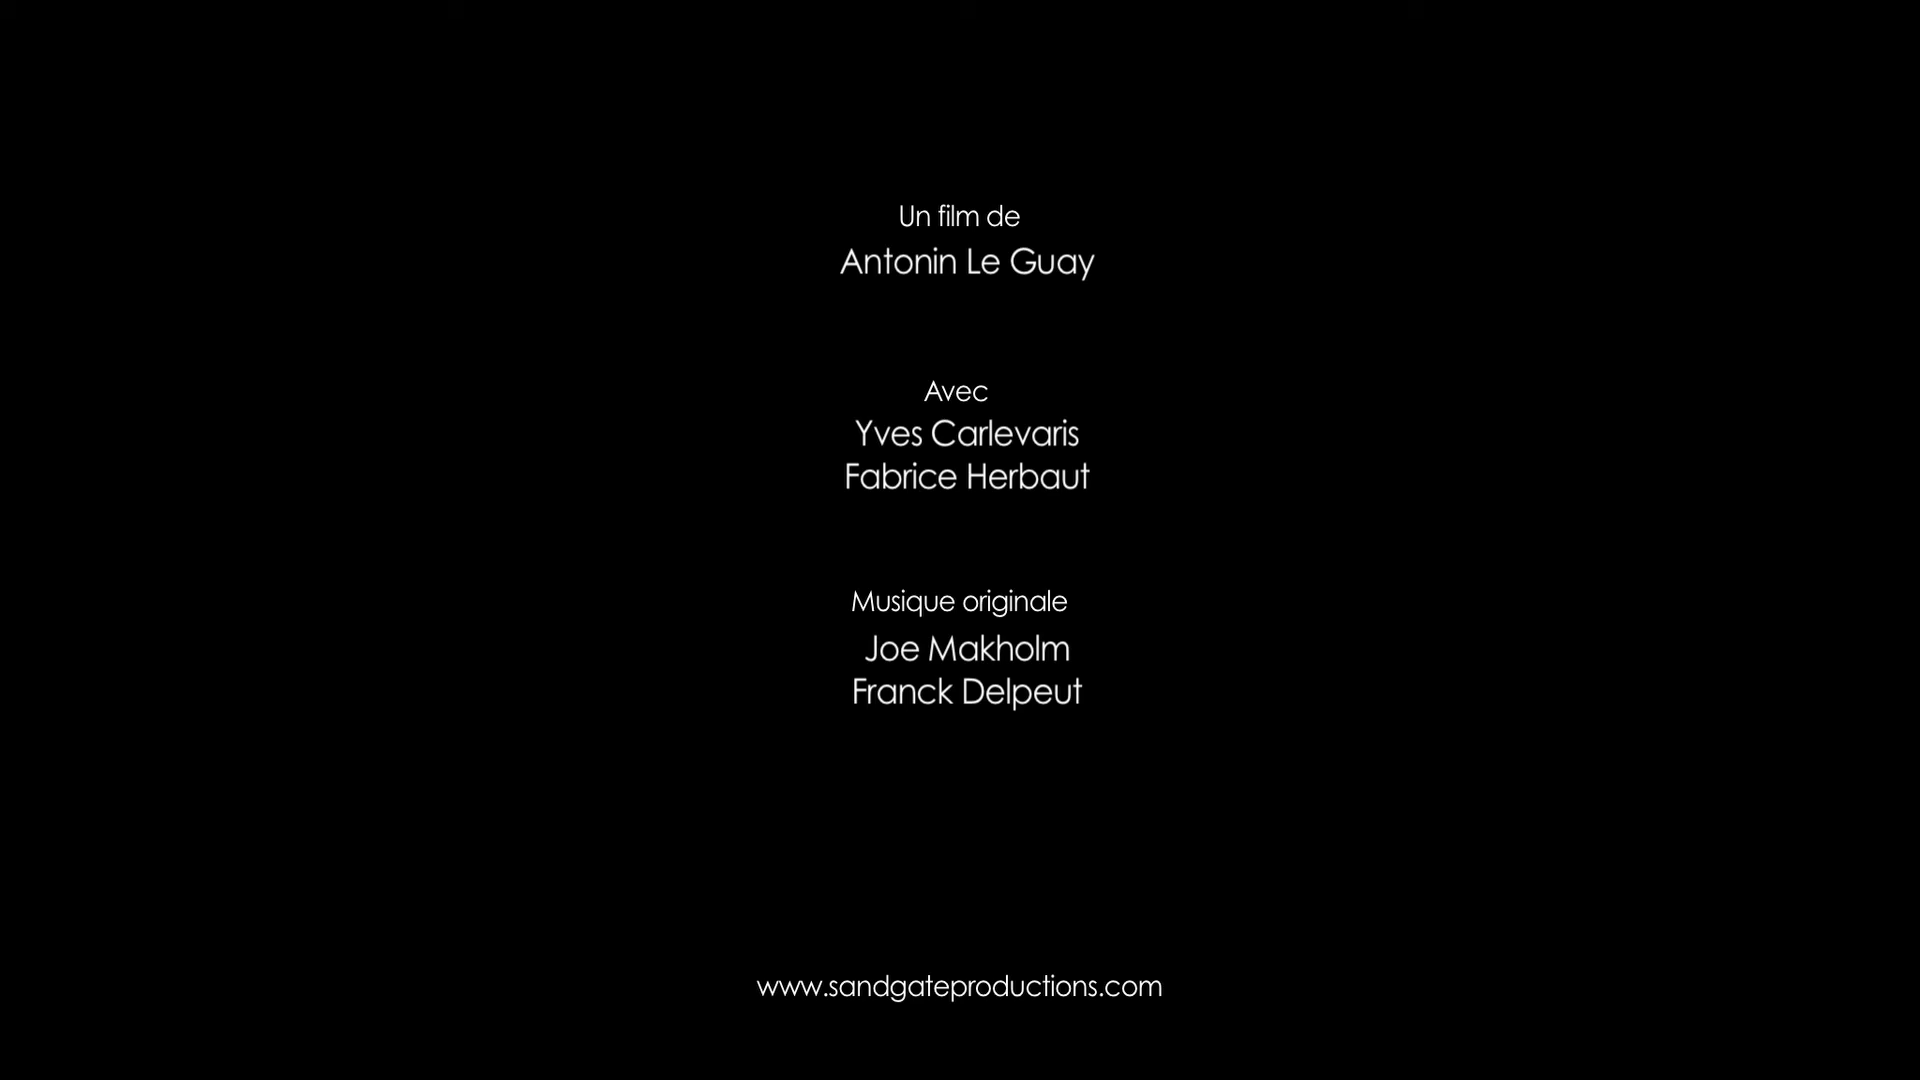 Un film de
Antonin Le Guay
Avec
Yves Carlevaris
Fabrice Herbaut
Musique originale
Joe Makholm
Franck Delpeut
www.sandgateproductions.com